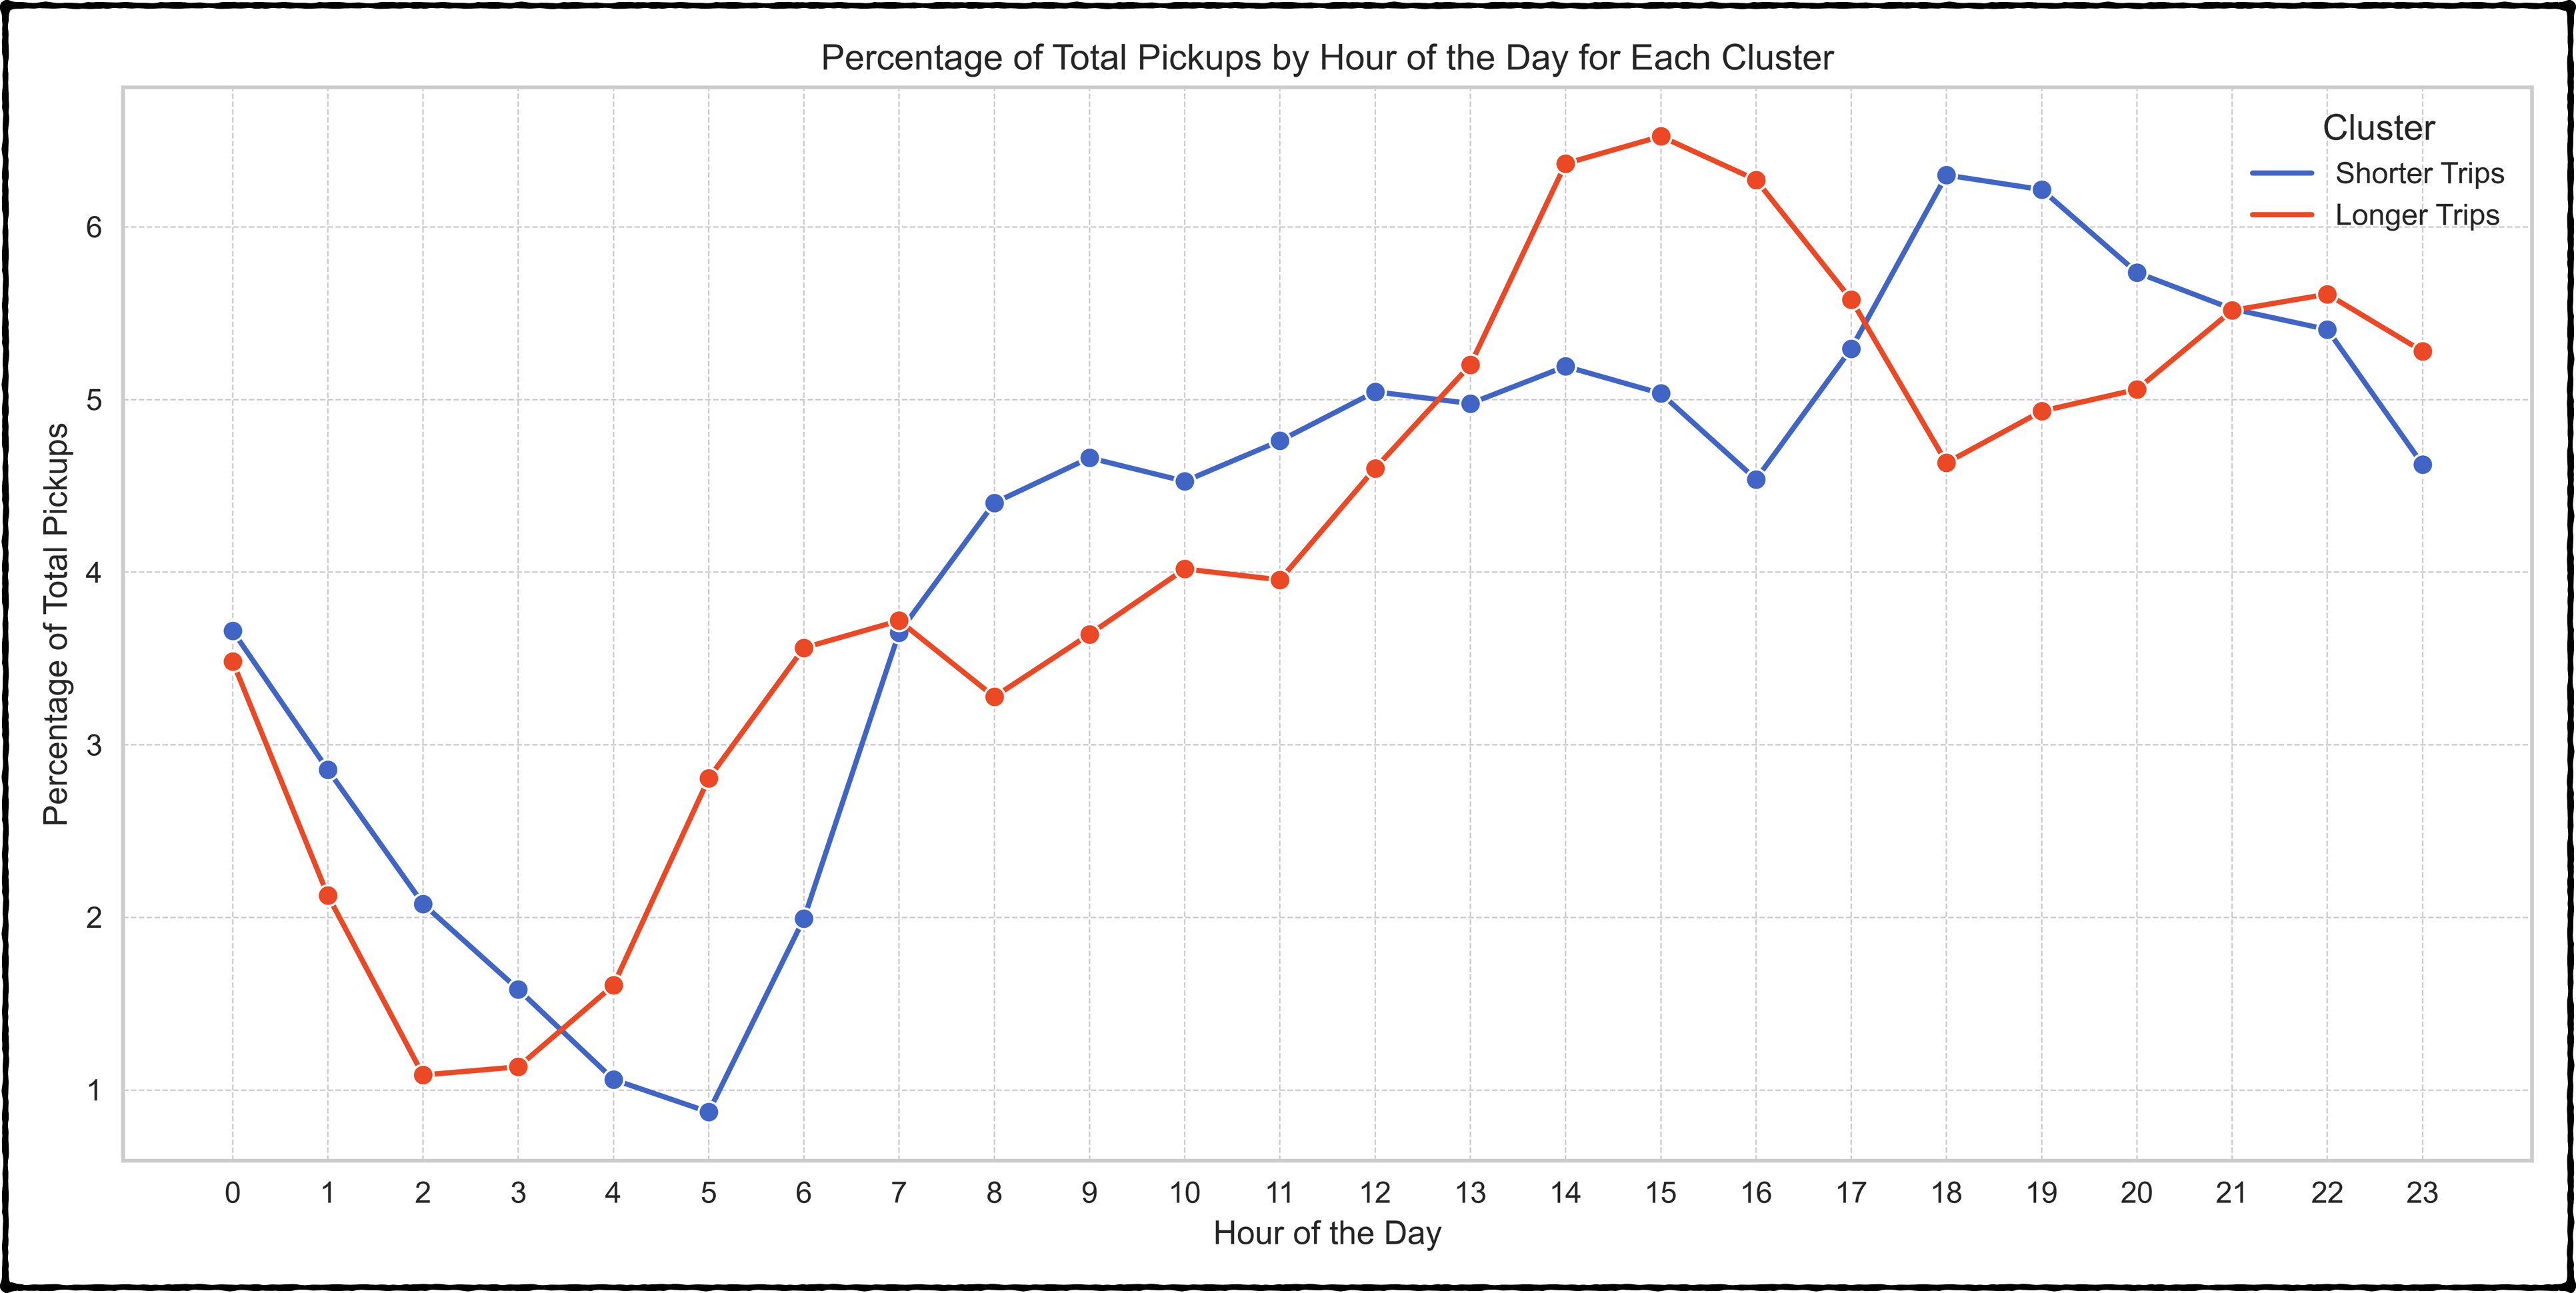 Percentage of Total Pickups by Hour of the Day for Each Cluster
Cluster
Shorter Trips
Longer Trips
Percentage of Total Pickups
6
5
4
3
2
1
0 1 2 3 4 5 6 7 8 9 10 11 12 13 14 15 16 17 18 19 20 21 22 23
Hour of the Day